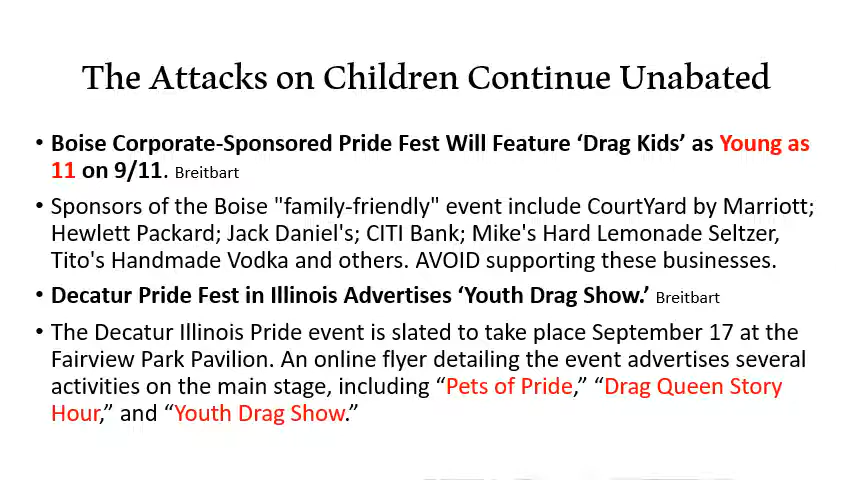 The Attacks on Children Continue Unabated
• Boise Corporate-Sponsored Pride Fest Will Feature ‘Drag Kids’ as Young as
11 on 9/11. Breitbart
• Sponsors of the Boise "family-friendly" event include CourtYard by Marriott;
Hewlett Packard; Jack Daniel's; CITI Bank; Mike's Hard Lemonade Seltzer,
Tito's Handmade Vodka and others. AVOID supporting these businesses.
• Decatur Pride Fest in Illinois Advertises ‘Youth Drag Show.’ Breitbart
• The Decatur Illinois Pride event is slated to take place September 17 at the
Fairview Park Pavilion. An online flyer detailing the event advertises several
activities on the main stage, including “Pets of Pride,” “Drag Queen Story
Hour,” and “Youth Drag Show.”